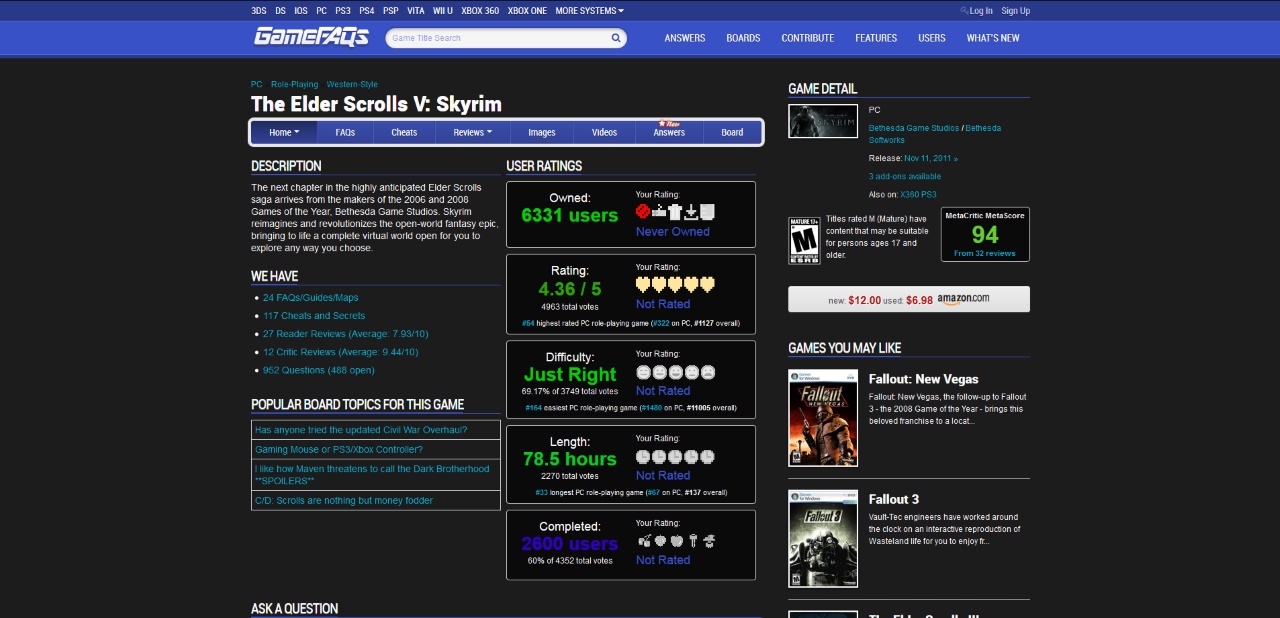 3DS DS IOS PC PS3 PS4 PSP VITA WII U XBOX 360 XBOX ONE MORE SYSTEMS
Log In Sign Up
GameFAQs
Game Title Search
ANSWERS BOARDS CONTRIBUTE FEATURES USERS WHAT'S NEW
PC Role-Playing Western-Style
The Elder Scrolls V: Skyrim
Home FAQs Cheats Reviews Images Videos New Answers Board
DESCRIPTION
The next chapter in the highly anticipated Elder Scrolls
saga arrives from the makers of the 2006 and 2008
Games of the Year, Bethesda Game Studios. Skyrim
reimagines and revolutionizes the open-world fantasy epic,
bringing to life a complete virtual world open for you to
explore any way you choose.
WE HAVE
24 FAQs/Guides/Maps
117 Cheats and Secrets
27 Reader Reviews (Average: 7.93/10)
12 Critic Reviews (Average: 9.44/10)
952 Questions (488 open)
POPULAR BOARD TOPICS FOR THIS GAME
Has anyone tried the updated Civil War Overhaul?
Gaming Mouse or PS3/Xbox Controller?
I like how Maven threatens to call the Dark Brotherhood
**SPOILERS**
C/D: Scrolls are nothing but money fodder
ASK A QUESTION
USER RATINGS
Owned:
6331 users
Your Rating:
Never Owned
Rating:
4.36 / 5
4963 total votes
Your Rating:
Not Rated
#54 highest rated PC role-playing game (#322 on PC, #1127 overall)
Difficulty:
Just Right
69.17% of 3749 total votes
Your Rating:
Not Rated
#164 easiest PC role-playing game (#1480 on PC, #11005 overall)
Length:
78.5 hours
2270 total votes
Your Rating:
Not Rated
#33 longest PC role-playing game (#67 on PC, #137 overall)
Completed:
2600 users
60% of 4352 total votes
Your Rating:
Not Rated
GAME DETAIL
SKYRIM
PC
Bethesda Game Studios / Bethesda
Softworks
Release: Nov 11, 2011 »
3 add-ons available
Also on: X360 PS3
MATURE 17+
M
CONTENT RATED BY
ESRB
Titles rated M (Mature) have
content that may be suitable
for persons ages 17 and
older.
MetaCritic MetaScore
94
From 32 reviews
new: $12.00 used: $6.98 amazon.com
GAMES YOU MAY LIKE
Fallout
NEW VEGAS
Fallout: New Vegas
Fallout: New Vegas, the follow-up to Fallout
3 - the 2008 Game of the Year - brings this
beloved franchise to a locat...
Fallout 3
Fallout 3
Vault-Tec engineers have worked around
the clock on an interactive reproduction of
Wasteland life for you to enjoy fr...
The Elder Scrolls III: